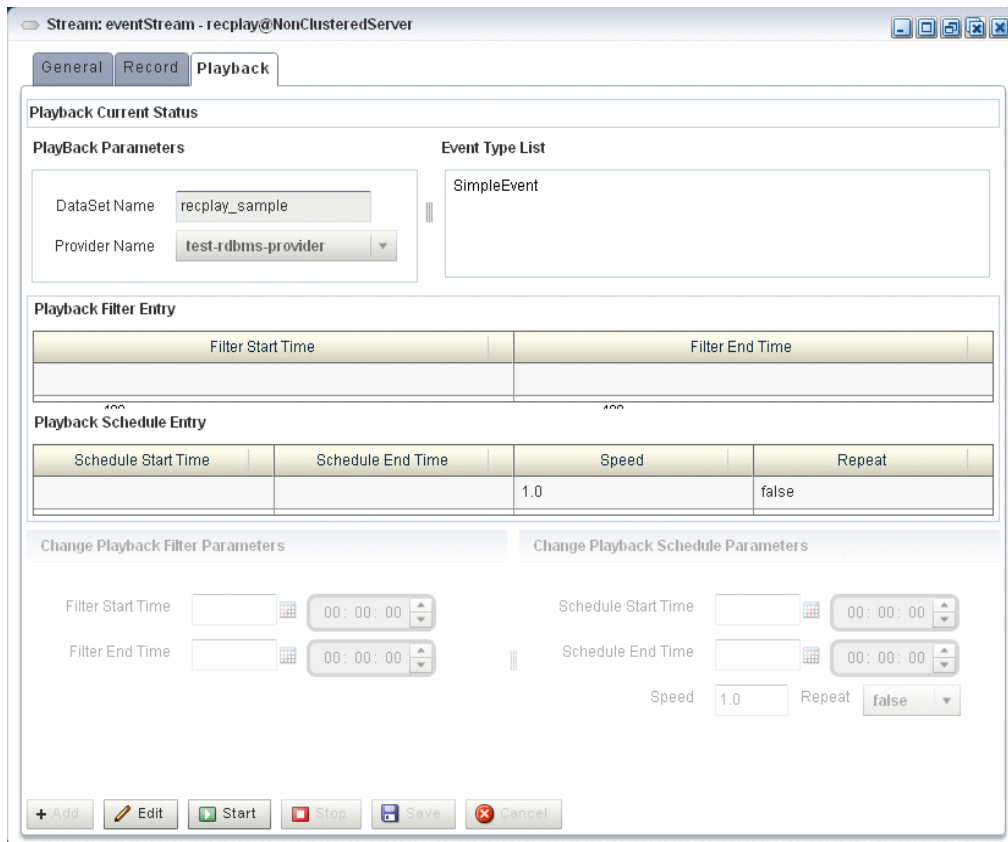 Stream: eventStream - recplay@NonClusteredServer
General Record Playback
Playback Current Status
PlayBack Parameters
Event Type List
DataSet Name recplay_sample
Provider Name test-rdbms-provider
SimpleEvent
Playback Filter Entry
Filter Start Time Filter End Time
Playback Schedule Entry
Schedule Start Time Schedule End Time Speed Repeat
1.0 false
Change Playback Filter Parameters
Filter Start Time 00: 00: 00
Filter End Time 00: 00: 00
Change Playback Schedule Parameters
Schedule Start Time 00: 00: 00
Schedule End Time 00: 00: 00
Speed 1.0 Repeat false
+ Add Edit Start Stop Save Cancel